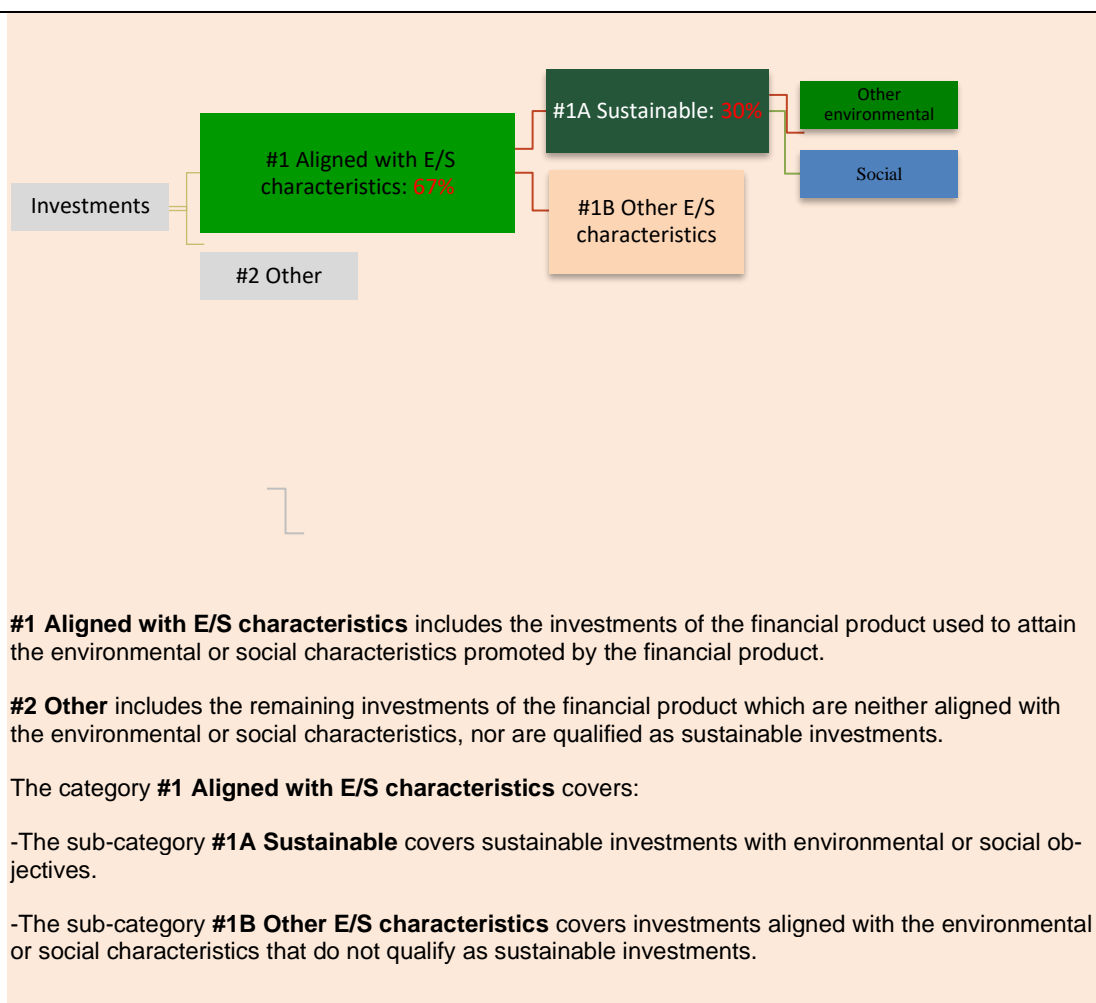 Investments
#1 Aligned with E/S
characteristics: 67%
#2 Other
#1A Sustainable: 30%
#1B Other E/S
characteristics
Other
environmental
Social
#1 Aligned with E/S characteristics includes the investments of the financial product used to attain
the environmental or social characteristics promoted by the financial product.
#2 Other includes the remaining investments of the financial product which are neither aligned with
the environmental or social characteristics, nor are qualified as sustainable investments.
The category #1 Aligned with E/S characteristics covers:
-The sub-category #1A Sustainable covers sustainable investments with environmental or social ob-
jectives.
-The sub-category #1B Other E/S characteristics covers investments aligned with the environmental
or social characteristics that do not qualify as sustainable investments.